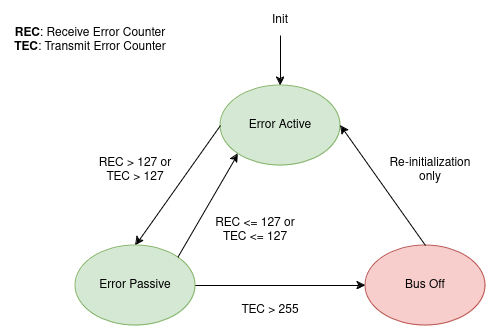 Init
REC: Receive Error Counter
TEC: Transmit Error Counter
Error Active
REC > 127 or
TEC > 127
Re-initialization
only
REC <= 127 or
TEC <= 127
Error Passive
Bus Off
TEC > 255